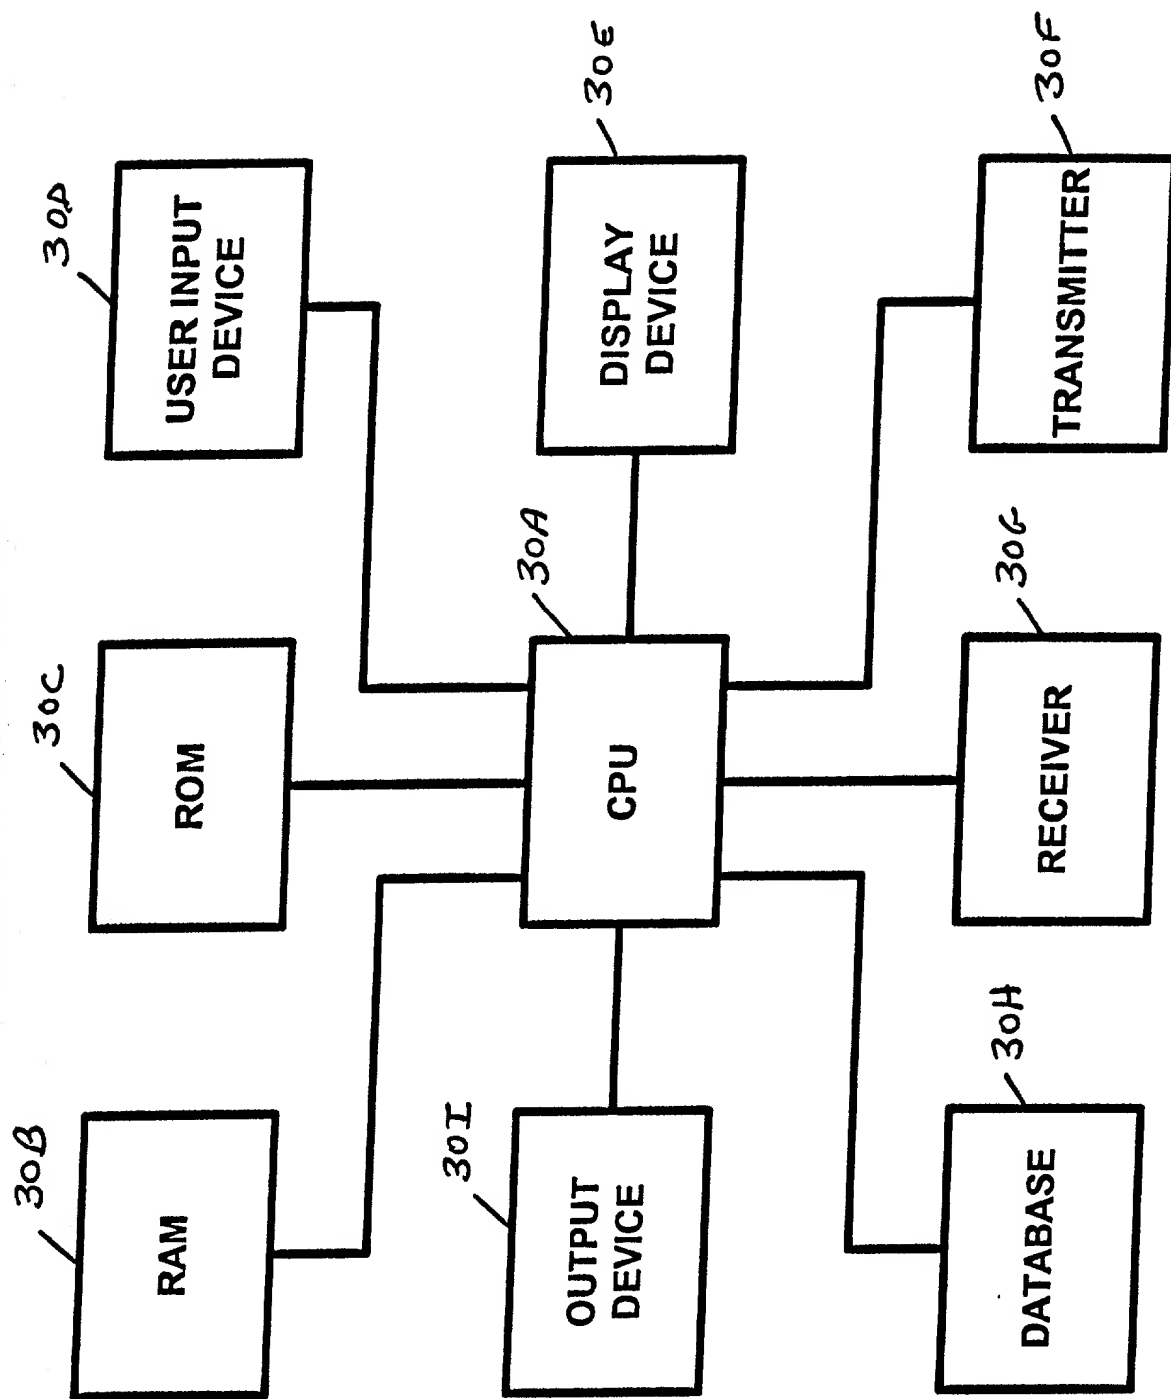 30B
RAM
30C
ROM
30D
USER INPUT
DEVICE
30I
OUTPUT
DEVICE
30A
CPU
30E
DISPLAY
DEVICE
30H
DATABASE
30G
RECEIVER
30F
TRANSMITTER